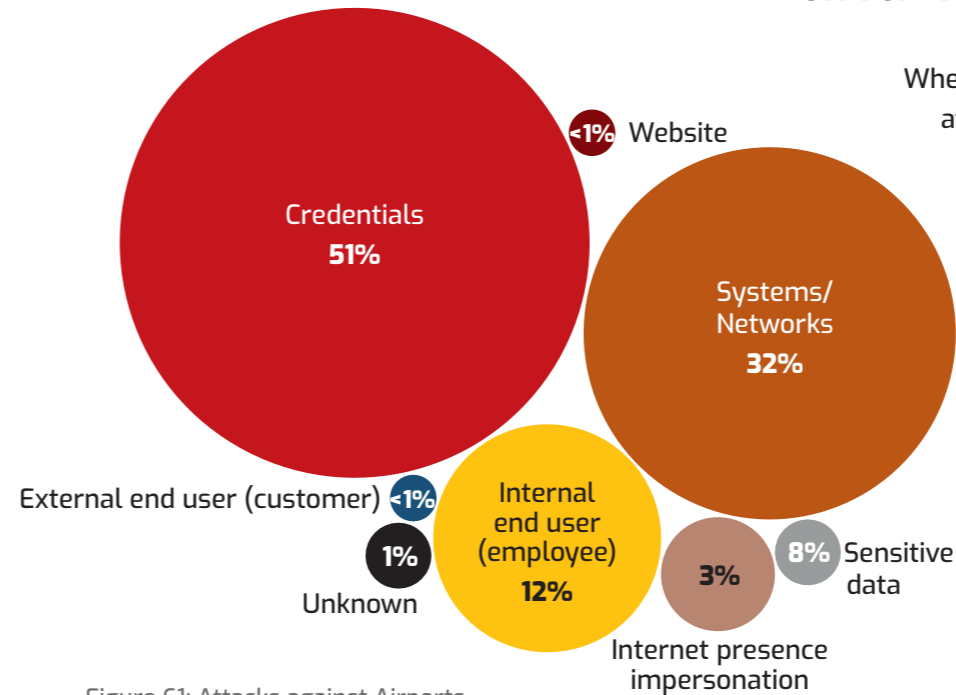 Whe
<1% Website
Credentials
51%
Systems/
Networks
32%
External end user (customer) <1%
Internal
end user
(employee)
12%
1%
Unknown
3%
Internet presence
impersonation
8% Sensitive
data